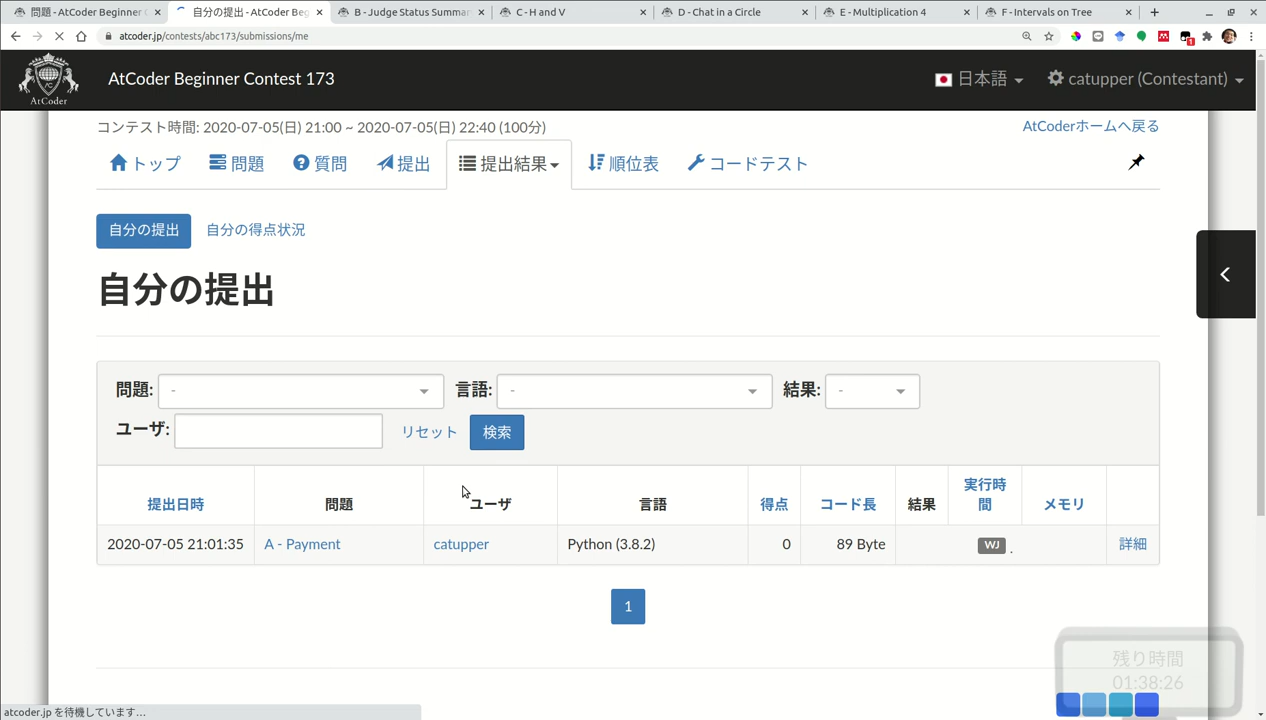 問題 - AtCoder Beginner C
自分の提出 - AtCoder Beg
B - Judge Status Summar
C - H and V
D - Chat in a Circle
E - Multiplication 4
F - Intervals on Tree
atcoder.jp/contests/abc173/submissions/me
AtCoder
AtCoder Beginner Contest 173
日本語
catupper (Contestant)
コンテスト時間: 2020-07-05(日) 21:00 ~ 2020-07-05(日) 22:40 (100分)
AtCoderホームへ戻る
トップ
問題
質問
提出
提出結果
順位表
コードテスト
自分の提出
自分の得点状況
自分の提出
問題: -
言語: -
結果: -
ユーザ:
リセット
検索
提出日時 問題 ユーザ 言語 得点 コード長 結果 実行時間 メモリ
2020-07-05 21:01:35 A - Payment catupper Python (3.8.2) 0 89 Byte WJ . 詳細
1
残り時間
01:38:26
atcoder.jp を待機しています...